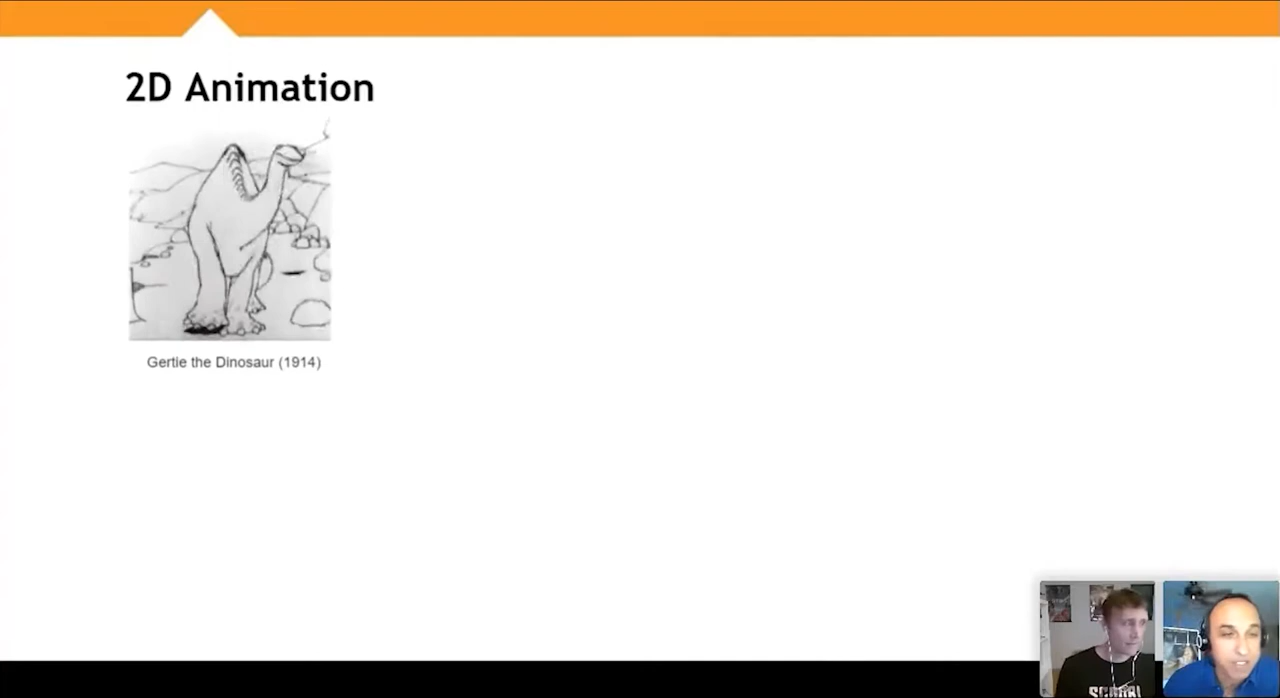 2D Animation
Gertie the Dinosaur (1914)